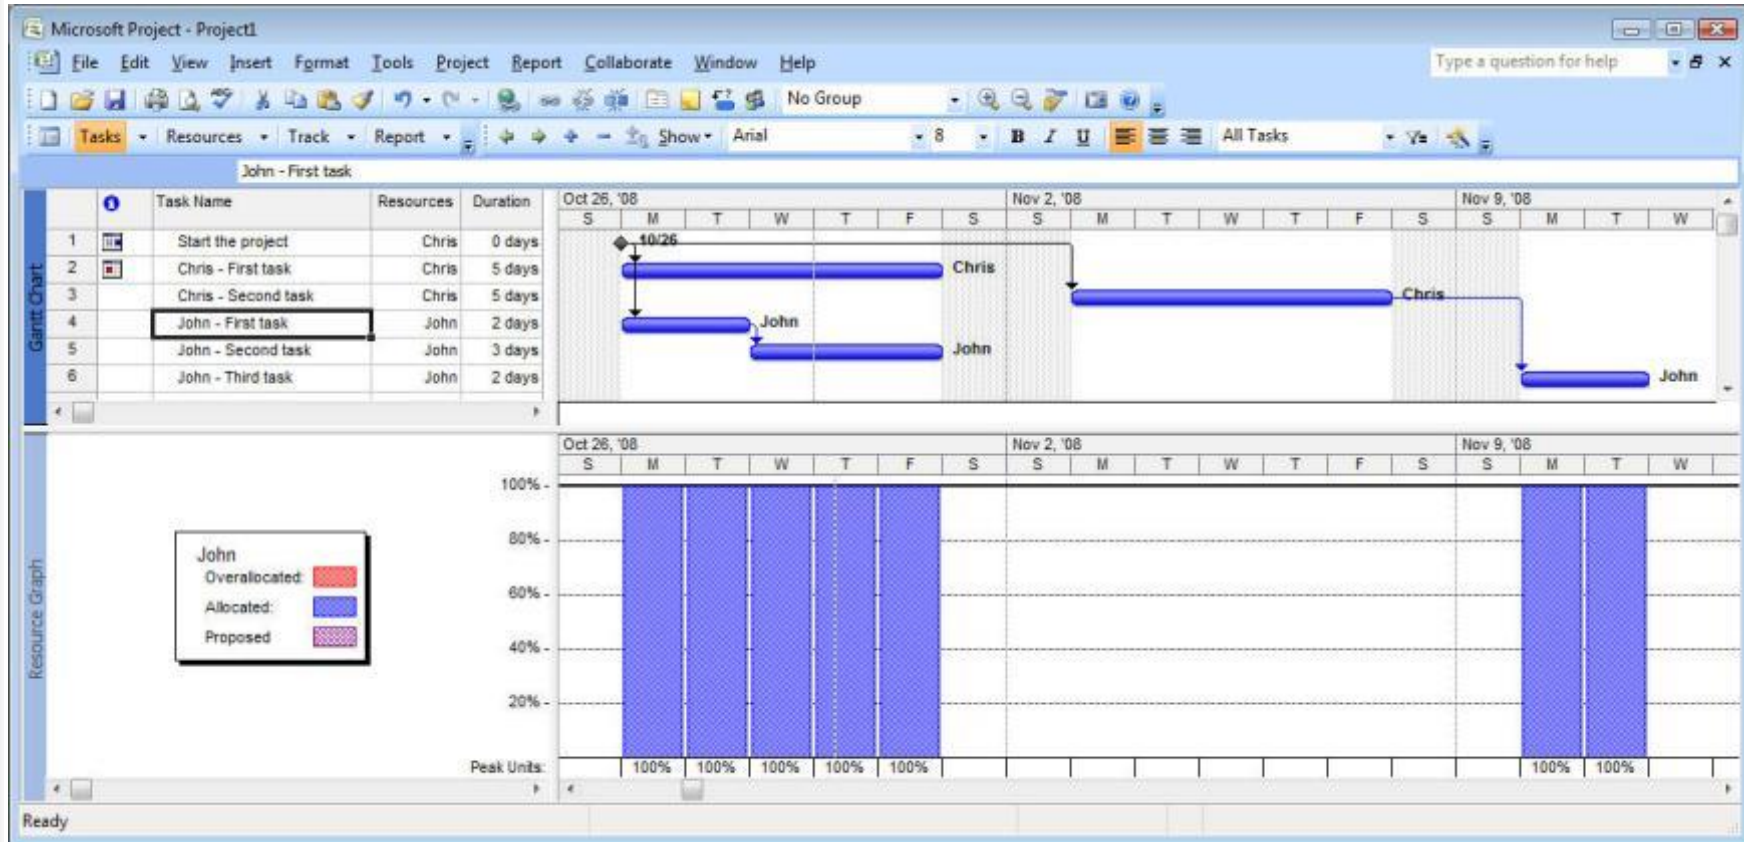 Microsoft Project - Project1
File Edit View Insert Format Tools Project Report Collaborate Window Help Type a question for help
No Group
Tasks Resources Track Report Show Arial 8 B I U All Tasks
John - First task
Task Name Resources Duration Oct 26, '08 Nov 2, '08 Nov 9, '08
S M T W T F S S M T W T F S S M T W
1 Start the project Chris 0 days 10/26
2 Chris - First task Chris 5 days Chris
3 Chris - Second task Chris 5 days Chris
4 John - First task John 2 days John
5 John - Second task John 3 days John
6 John - Third task John 2 days John
Gantt Chart
Oct 26, '08 Nov 2, '08 Nov 9, '08
S M T W T F S S M T W T F S S M T W
100%
80%
60%
40%
20%
John
Overallocated:
Allocated:
Proposed
Resource Graph
Peak Units: 100% 100% 100% 100% 100% 100% 100%
Ready